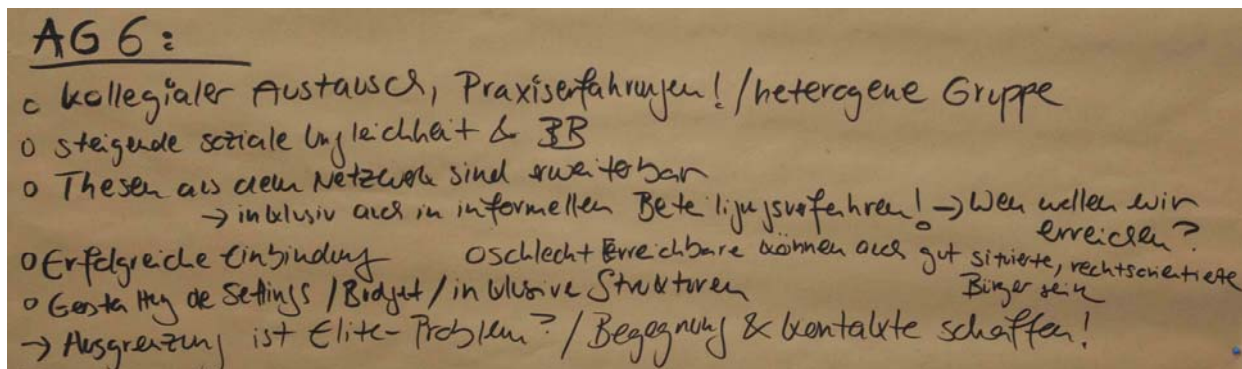 AG 6:
o kollegialer Austausch, Praxiserfahrungen! / heterogene Gruppe
o steigende soziale Ungleichheit & BB
o Thesen aus dem Netzwerk sind erweiterbar
→ inklusiv auch in informellen Beteiligungsverfahren! → Wen wollen wir
erreichen?
o Erfolgreiche Einbindung
o schlecht Erreichbare können auch gut situierte, rechtsorientierte
Bürger sein
o Gestaltung de Settings / Budget / inklusive Strukturen
→ Ausgrenzung ist Elite-Problem? / Begegnung & Kontakte schaffen!